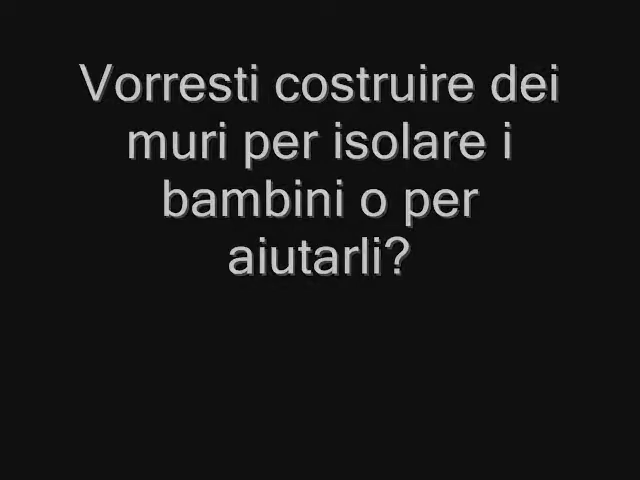 Vorresti costruire dei
muri per isolare i
bambini o per
aiutarli?